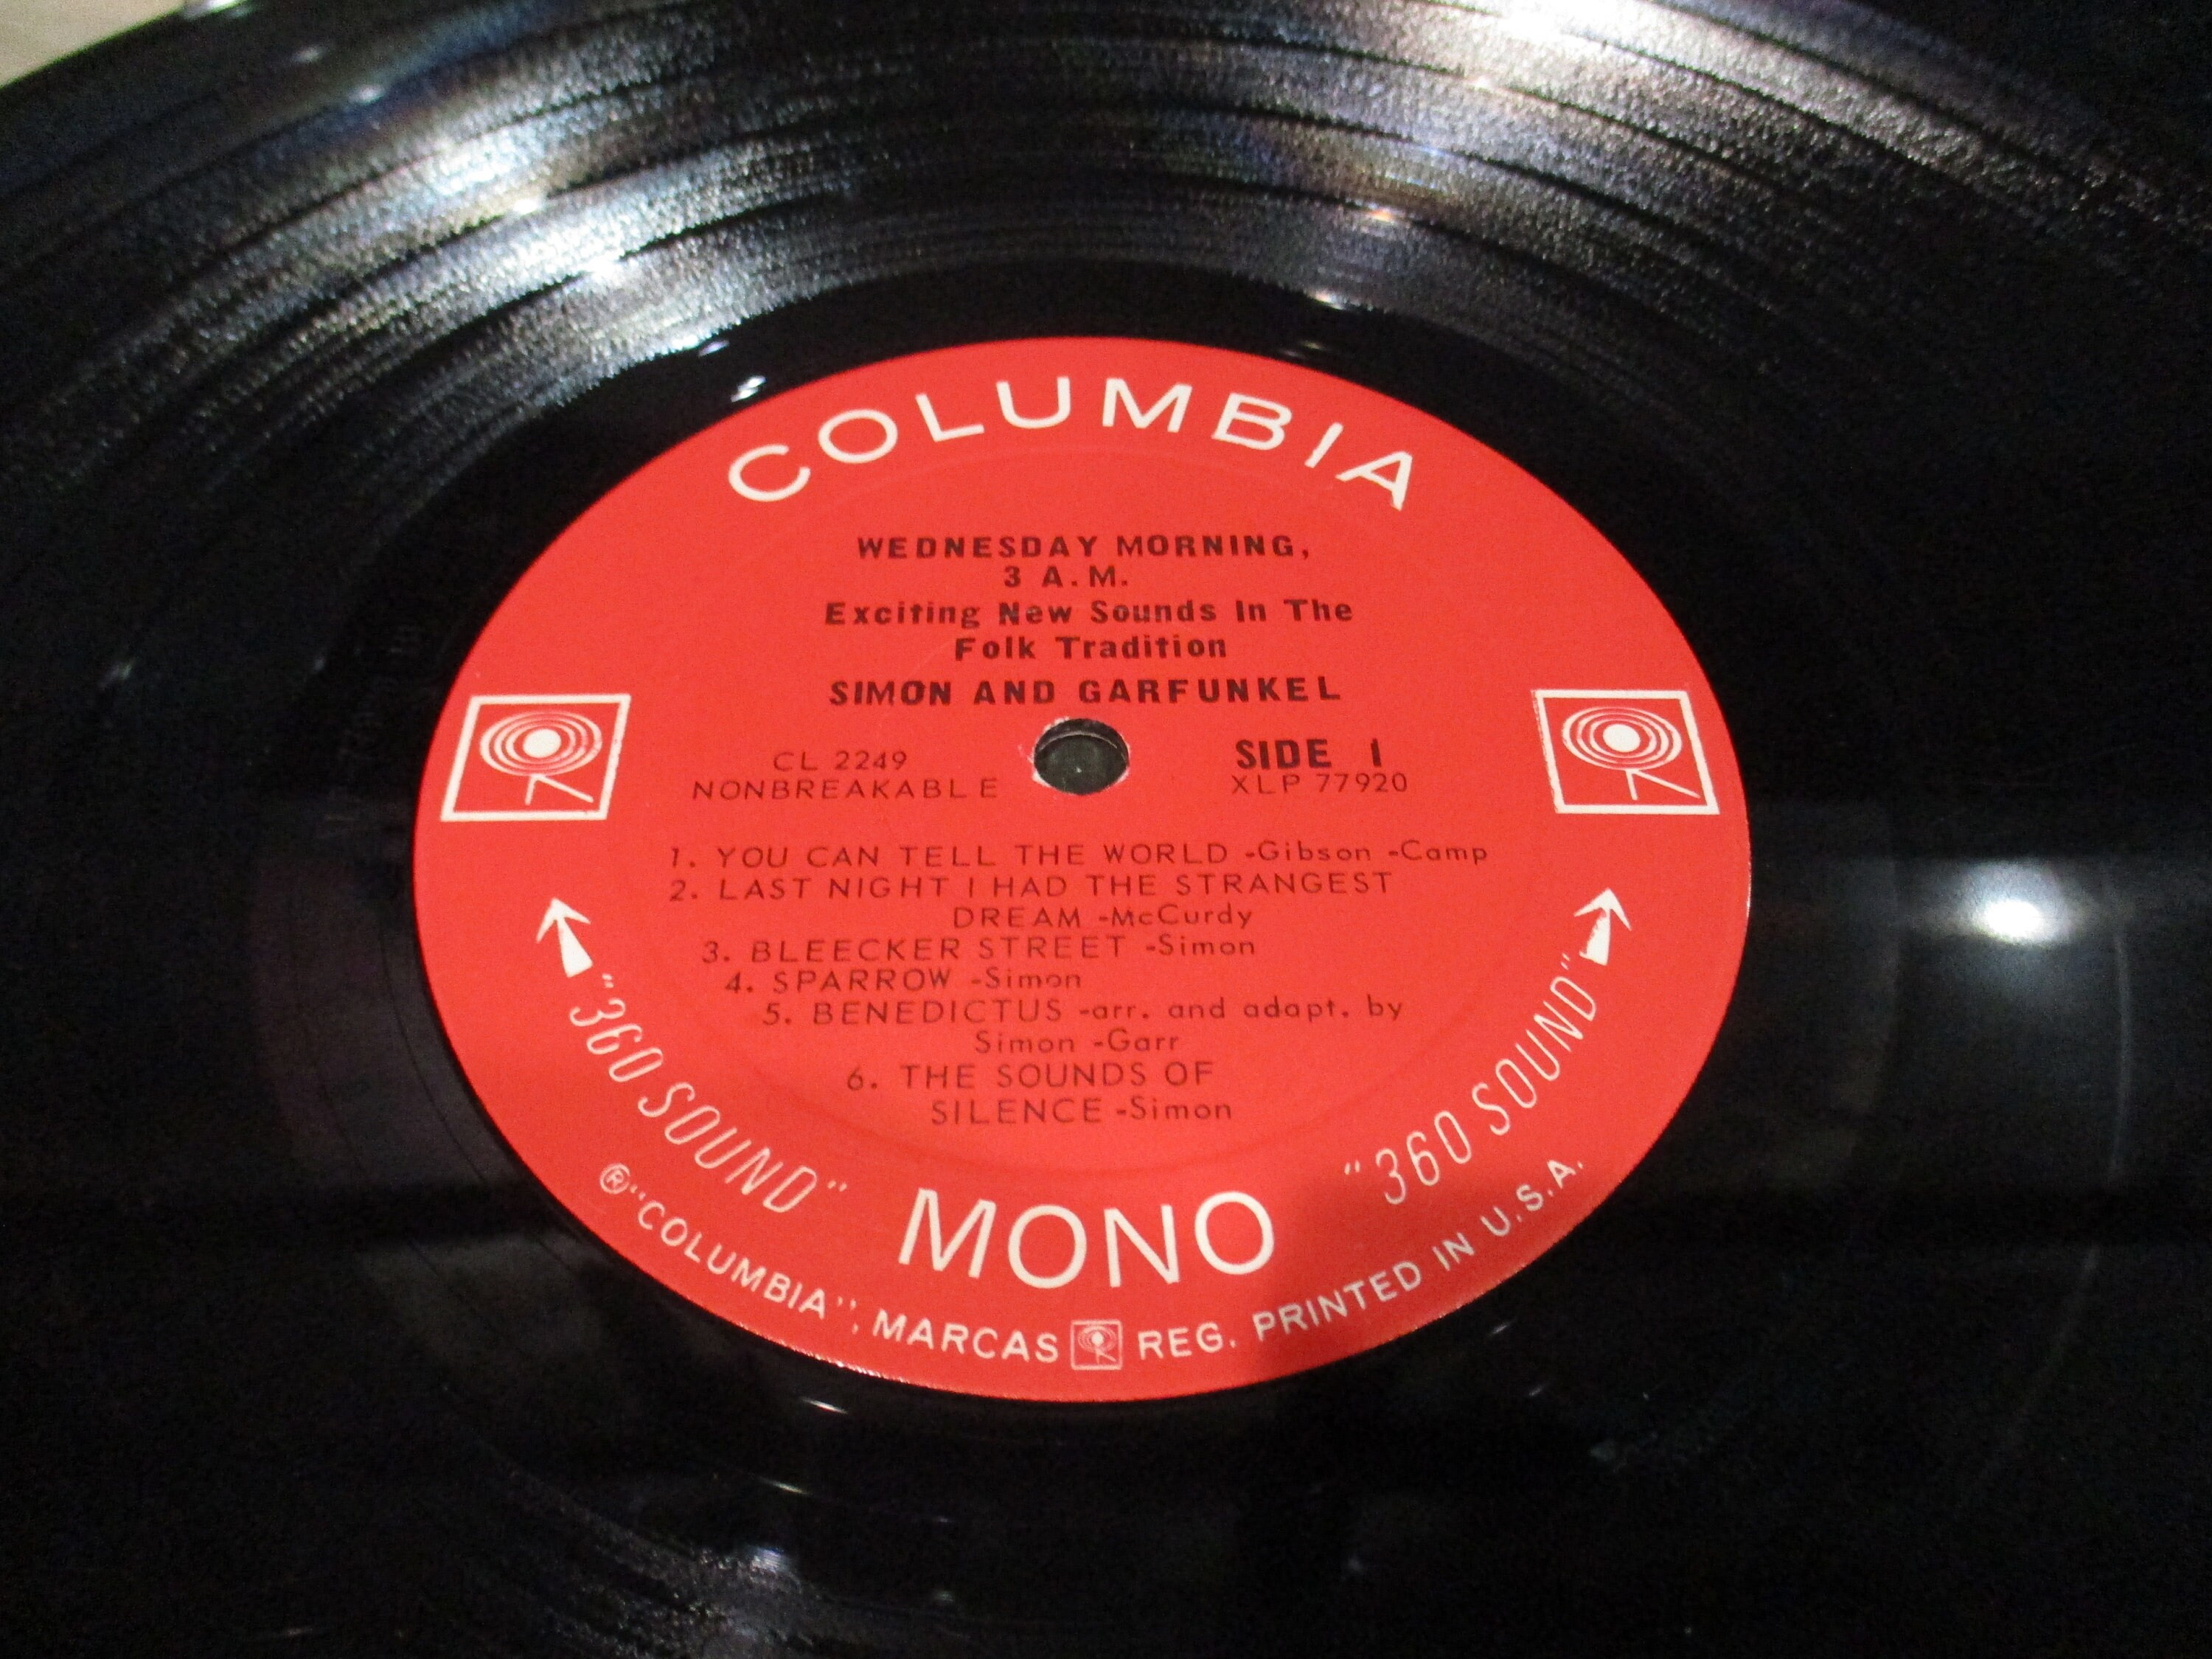 COLUMBIA
WEDNESDAY MORNING,
3 A.M.
Exciting New Sounds In The
Folk Tradition
SIMON AND GARFUNKEL
CL 2249
NONBREAKABLE
SIDE 1
XLP 77920
1. YOU CAN TELL THE WORLD -Gibson -Camp
2. LAST NIGHT I HAD THE STRANGEST
DREAM -McCurdy
3. BLEECKER STREET -Simon
4. SPARROW -Simon
5. BENEDICTUS -arr. and adapt. by
Simon -Garr
6. THE SOUNDS OF
SILENCE -Simon
"360 SOUND"
MONO
"360 SOUND"
®"COLUMBIA", MARCAS REG. PRINTED IN U.S.A.